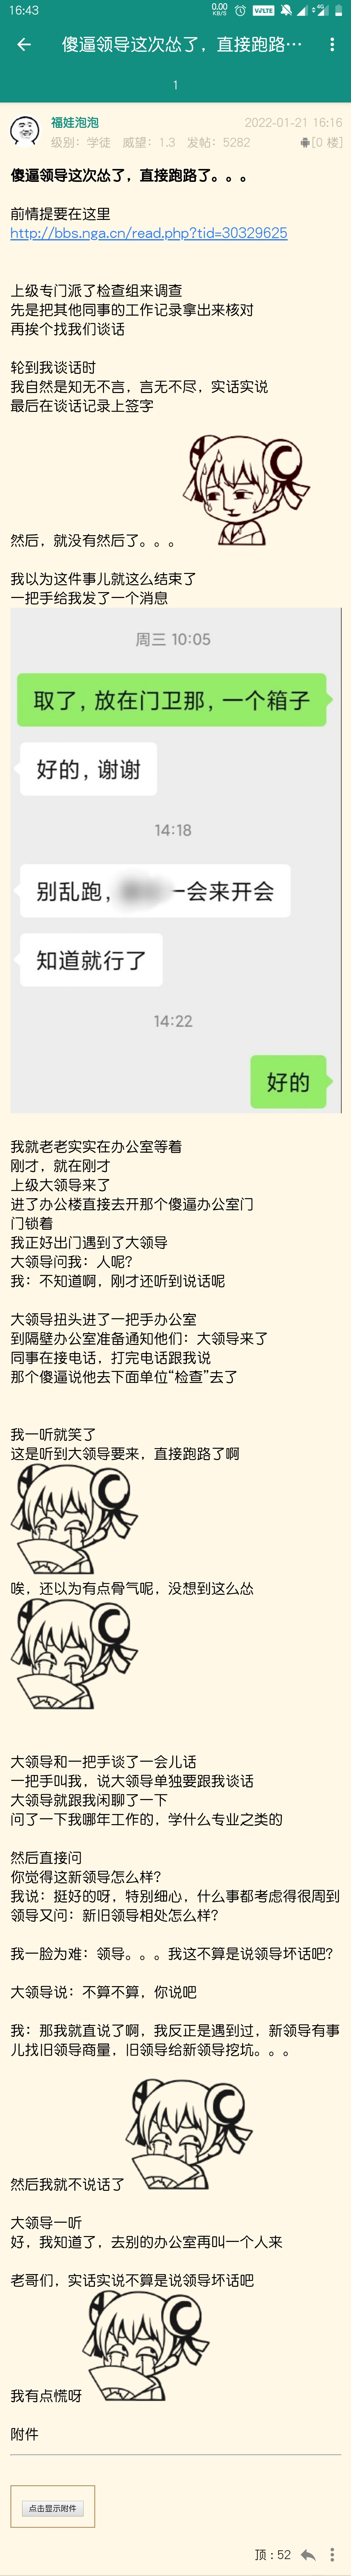 16:43
0.00
KB/S
VoLTE
4G
傻逼领导这次怂了，直接跑路…
1
福娃泡泡
2022-01-21 16:16
级别：学徒 威望：1.3 发帖：5282
[0 楼]
傻逼领导这次怂了，直接跑路了。。。
前情提要在这里
http://bbs.nga.cn/read.php?tid=30329625
上级专门派了检查组来调查
先是把其他同事的工作记录拿出来核对
再挨个找我们谈话
轮到我谈话时
我自然是知无不言，言无不尽，实话实说
最后在谈话记录上签字
然后，就没有然后了。。。
我以为这件事儿就这么结束了
一把手给我发了一个消息
周三 10:05
取了，放在门卫那，一个箱子
好的，谢谢
14:18
别乱跑，一会来开会
知道就行了
14:22
好的
我就老老实实在办公室等着
刚才，就在刚才
上级大领导来了
进了办公楼直接去开那个傻逼办公室门
门锁着
我正好出门遇到了大领导
大领导问我：人呢？
我：不知道啊，刚才还听到说话呢
大领导扭头进了一把手办公室
到隔壁办公室准备通知他们：大领导来了
同事在接电话，打完电话跟我说
那个傻逼说他去下面单位“检查”去了
我一听就笑了
这是听到大领导要来，直接跑路了啊
唉，还以为有点骨气呢，没想到这么怂
大领导和一把手谈了一会儿话
一把手叫我，说大领导单独要跟我谈话
大领导就跟我闲聊了一下
问了一下我哪年工作的，学什么专业之类的
然后直接问
你觉得这新领导怎么样？
我说：挺好的呀，特别细心，什么事都考虑得很周到
领导又问：新旧领导相处怎么样？
我一脸为难：领导。。。我这不算是说领导坏话吧？
大领导说：不算不算，你说吧
我：那我就直说了啊，我反正是遇到过，新领导有事
儿找旧领导商量，旧领导给新领导挖坑。。。
然后我就不说话了
大领导一听
好，我知道了，去别的办公室再叫一个人来
老哥们，实话实说不算是说领导坏话吧
我有点慌呀
附件
点击显示附件
顶 : 52